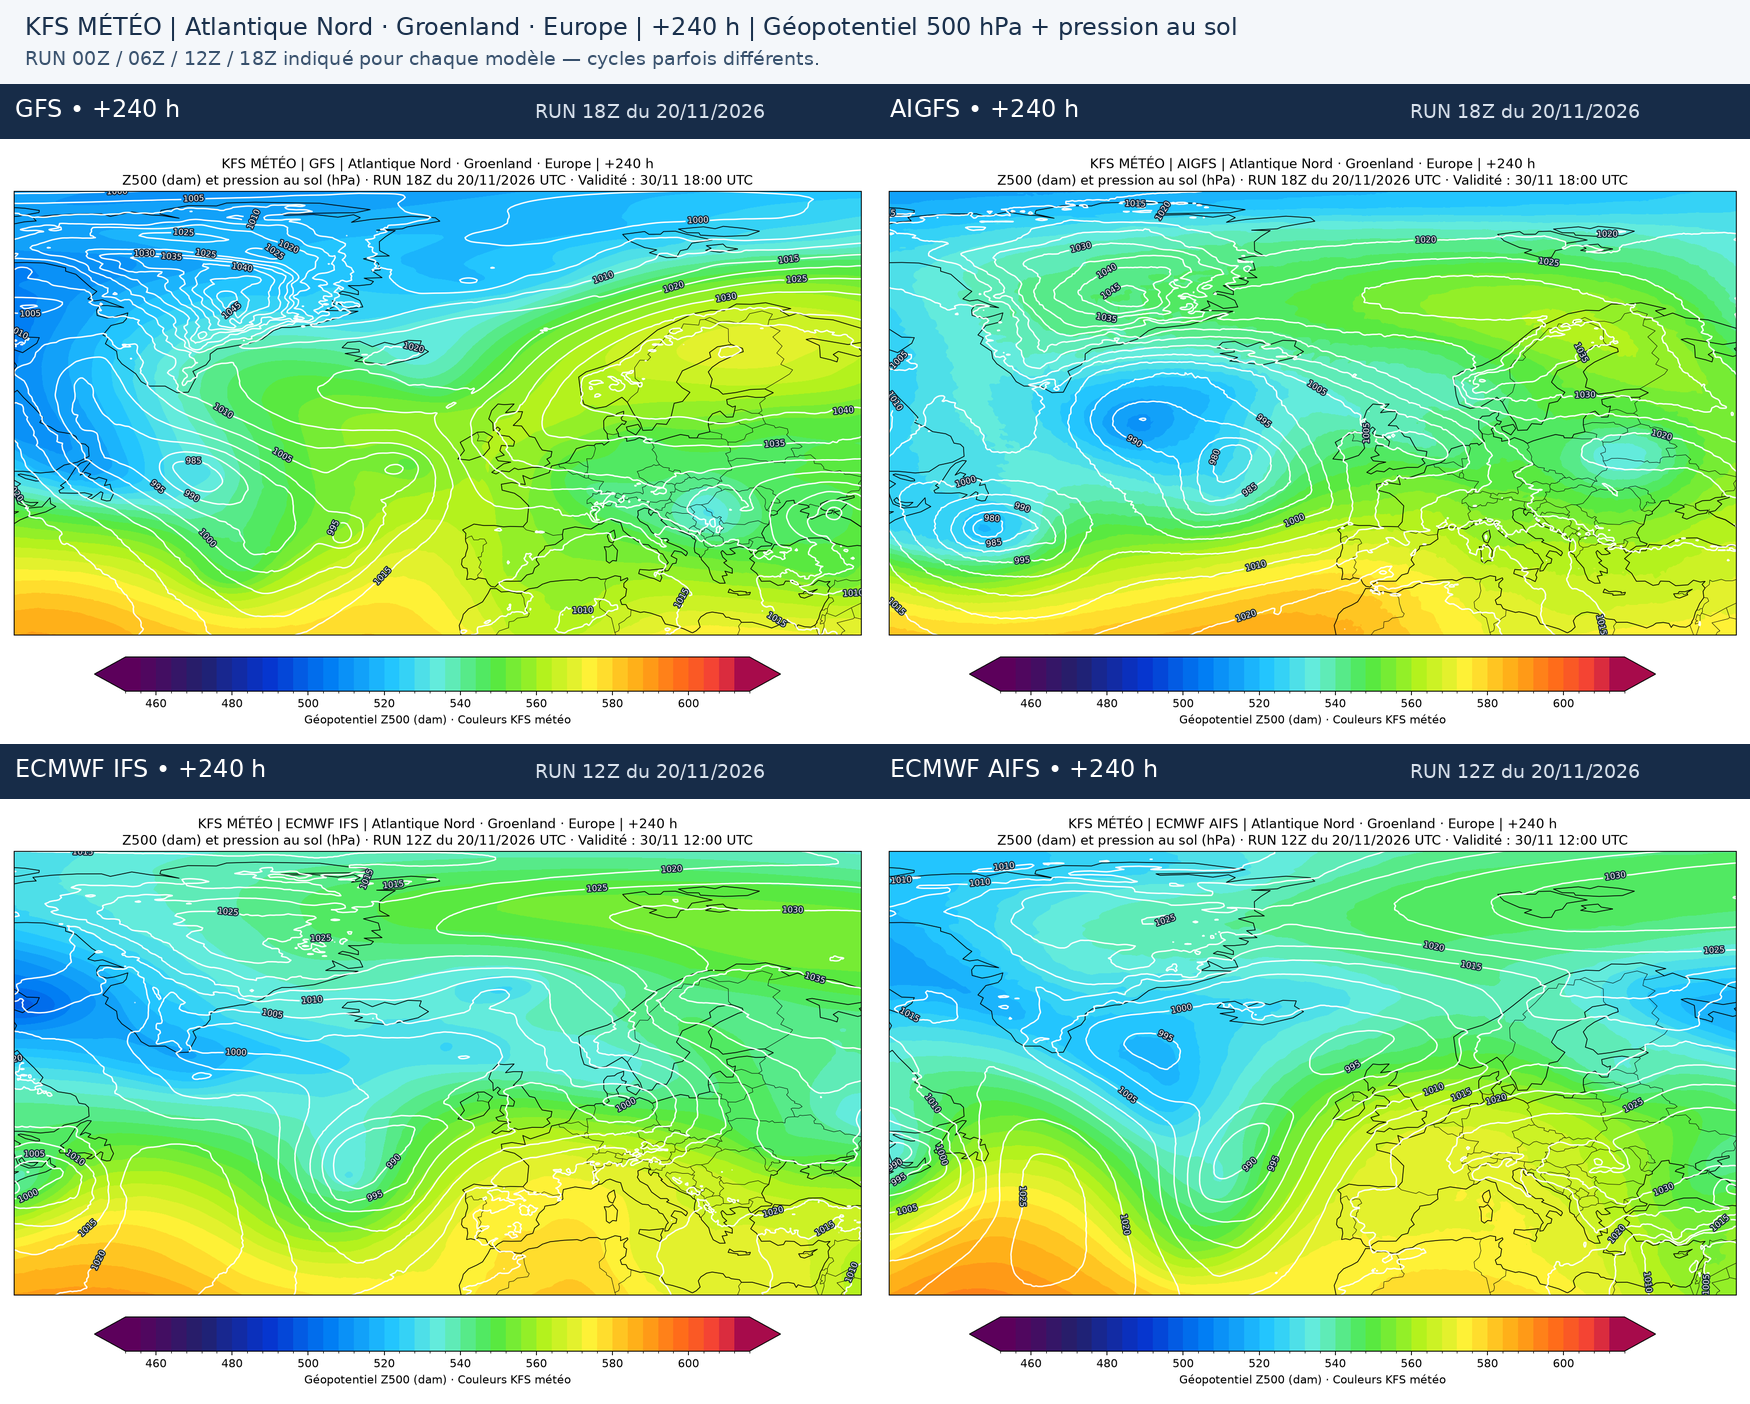 KFS MÉTÉO | Atlantique Nord · Groenland · Europe | +240 h | Géopotentiel 500 hPa + pression au sol
RUN 00Z / 06Z / 12Z / 18Z indiqué pour chaque modèle — cycles parfois différents.
GFS • +240 h
RUN 18Z du 20/11/2026
AIGFS • +240 h
RUN 18Z du 20/11/2026
KFS MÉTÉO | GFS | Atlantique Nord · Groenland · Europe | +240 h
Z500 (dam) et pression au sol (hPa) · RUN 18Z du 20/11/2026 UTC · Validité : 30/11 18:00 UTC
KFS MÉTÉO | AIGFS | Atlantique Nord · Groenland · Europe | +240 h
Z500 (dam) et pression au sol (hPa) · RUN 18Z du 20/11/2026 UTC · Validité : 30/11 18:00 UTC
460 480 500 520 540 560 580 600
Géopotentiel Z500 (dam) · Couleurs KFS météo
460 480 500 520 540 560 580 600
Géopotentiel Z500 (dam) · Couleurs KFS météo
ECMWF IFS • +240 h
RUN 12Z du 20/11/2026
ECMWF AIFS • +240 h
RUN 12Z du 20/11/2026
KFS MÉTÉO | ECMWF IFS | Atlantique Nord · Groenland · Europe | +240 h
Z500 (dam) et pression au sol (hPa) · RUN 12Z du 20/11/2026 UTC · Validité : 30/11 12:00 UTC
KFS MÉTÉO | ECMWF AIFS | Atlantique Nord · Groenland · Europe | +240 h
Z500 (dam) et pression au sol (hPa) · RUN 12Z du 20/11/2026 UTC · Validité : 30/11 12:00 UTC
460 480 500 520 540 560 580 600
Géopotentiel Z500 (dam) · Couleurs KFS météo
460 480 500 520 540 560 580 600
Géopotentiel Z500 (dam) · Couleurs KFS météo